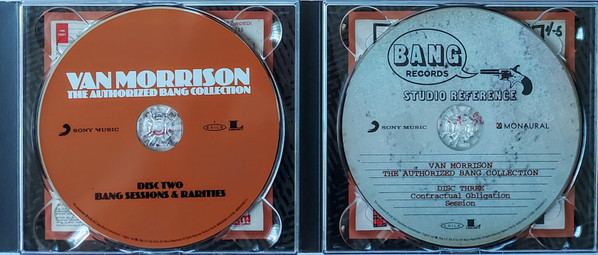 VAN MORRISON
THE AUTHORIZED BANG COLLECTION
SONY MUSIC
DISC TWO
BANG SESSIONS & RARITIES
BANG
RECORDS
STUDIO REFERENCE
SONY MUSIC
MONAURAL
VAN MORRISON
THE AUTHORIZED BANG COLLECTION
DISC THREE
Contractual Obligation
Session